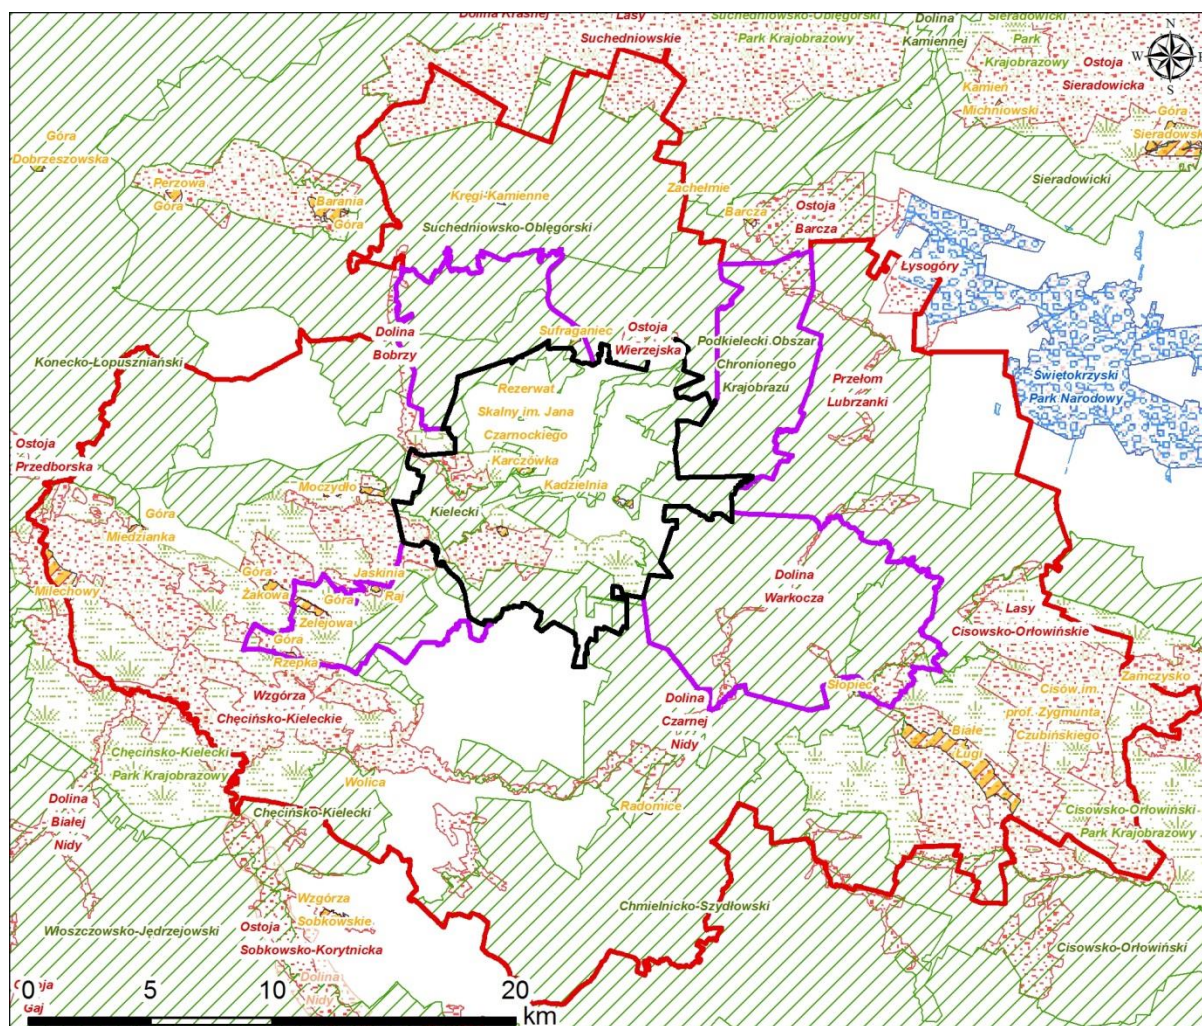 Dolina Krasnej
Lasy
Suchedniowskie
Suchedniowsko-Oblęgorski
Park Krajobrazowy
Dolina
Kamiennej
Sieradowicki
Park
Krajobrazowy
Ostoja
Sieradowicka
N
W
E
S
Kamień
Michniowski
Góra
Sieradowska
Sieradowicki
Góra
Dobrzeszowska
Perzowa
Góra
Barania
Góra
Kręgi Kamienne
Suchedniowsko-Oblęgorski
Zachełmie
Barcza
Ostoja
Barcza
Łysogóry
Konecko-Łopuszniański
Dolina
Bobrzy
Sufraganiec
Ostoja
Wierzejska
Podkielecki Obszar
Chronionego
Krajobrazu
Przełom
Lubrzanki
Świętokrzyski
Park Narodowy
Rezerwat
Skalny im. Jana
Czarnockiego
Karczówka
Kadzielnia
Kielecki
Ostoja
Przedborska
Moczydło
Góra
Miedzianka
Milechowy
Góra
Żakowa
Jaskinia
Raj
Góra
Zelejowa
Góra
Rzepka
Wzgórza
Chęcińsko-Kieleckie
Dolina
Warkocza
Lasy
Cisowsko-Orłowińskie
Zamczysko
Słopiec
Cisów im.
prof. Zygmunta
Czubińskiego
Białe
Ługi
Dolina
Czarnej
Nidy
Chęcińsko-Kielecki
Park Krajobrazowy
Wolica
Radomice
Dolina
Białej
Nidy
Chęcińsko-Kielecki
Cisowsko-Orłowiński
Park Krajobrazowy
Wzgórza
Sobkowskie
Chmielnicko-Szydłowski
Włoszczowsko-Jędrzejowski
Ostoja
Sobkowsko-Korytnicka
Cisowsko-Orłowiński
Dolina
Nidy
Gaj
0 5 10 20
km